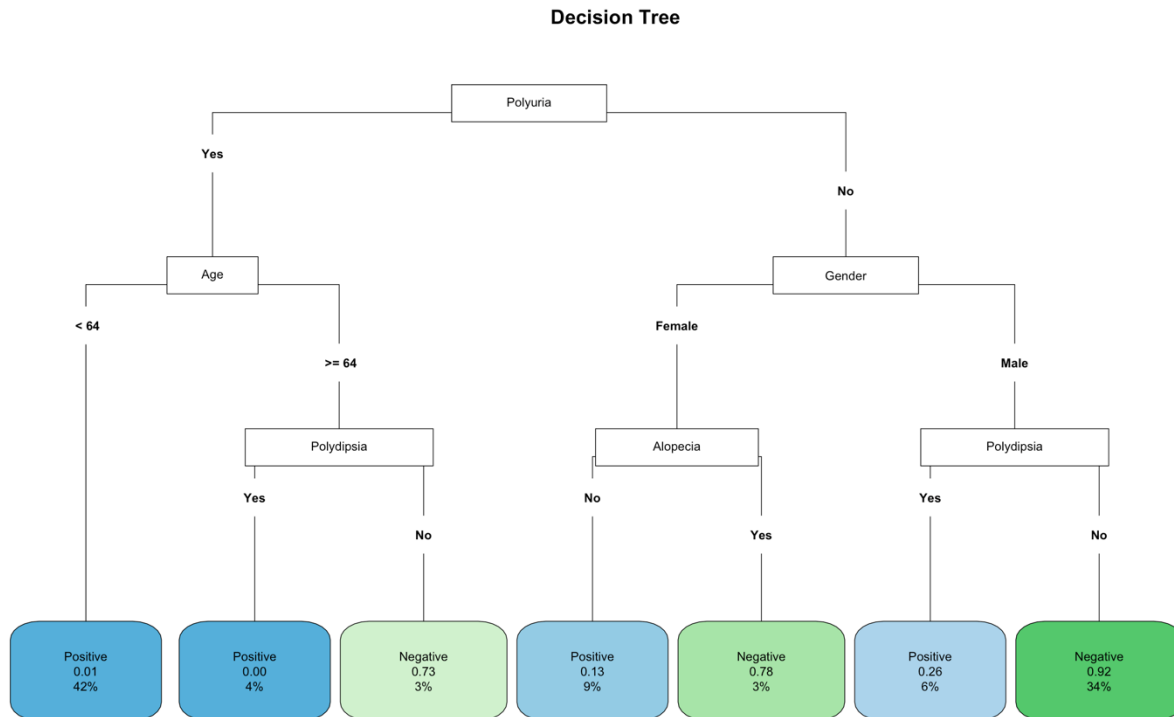 Decision Tree
Polyuria
Yes
No
Age
Gender
< 64
Female
>= 64
Male
Polydipsia
Alopecia
Polydipsia
Yes
No
Yes
No
Yes
No
Positive
0.01
42%
Positive
0.00
4%
Negative
0.73
3%
Positive
0.13
9%
Negative
0.78
3%
Positive
0.26
6%
Negative
0.92
34%